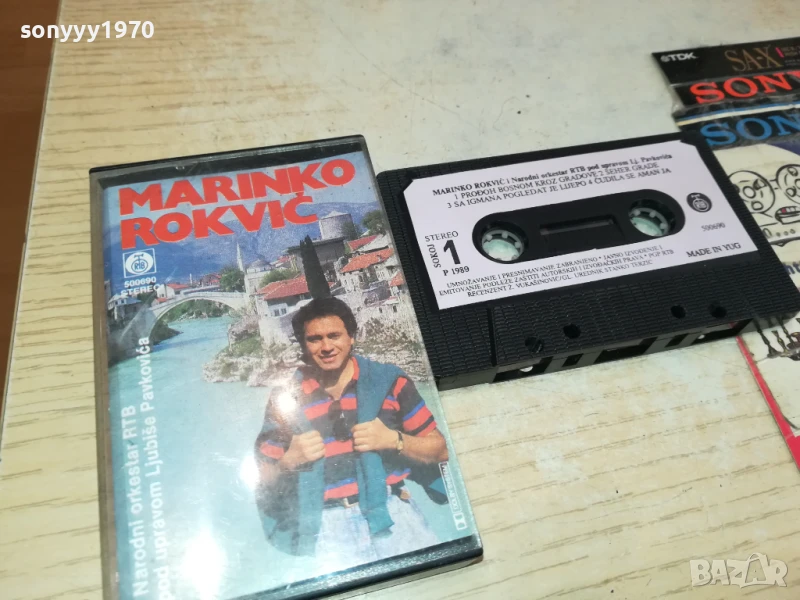 sonyyy1970
MARINKO
ROKVIĆ
RTB
500690
STEREO
Narodni orkestar RTB
pod upravom Ljubiše Pavkovića
MARINKO ROKVIĆ i Narodni orkestar RTB pod upravom Lj. Pavkovića
1 PROĐOH BOSNOM KROZ GRADOVE 2 ŠEHER GRADE
3 SA IGMANA POGLEDAT JE LIJEPO 4 ČUDILA SE AMAN JA
STEREO
SOKOJ
1
P 1989
500690
MADE IN YUG
UMNOŽAVANJE I PRESNIMAVANJE ZABRANJENO • JAVNO IZVOĐENJE I
EMITOVANJE PODLEŽE ZAŠTITI AUTORSKIH I IZVOĐAČKIH PRAVA • PGP RTB
RECENZENT Ž. VUKAŠINOVIĆ/GL. UREDNIK STANKO TERZIĆ
TDK
SA-X
SONY
SON
BAZAR